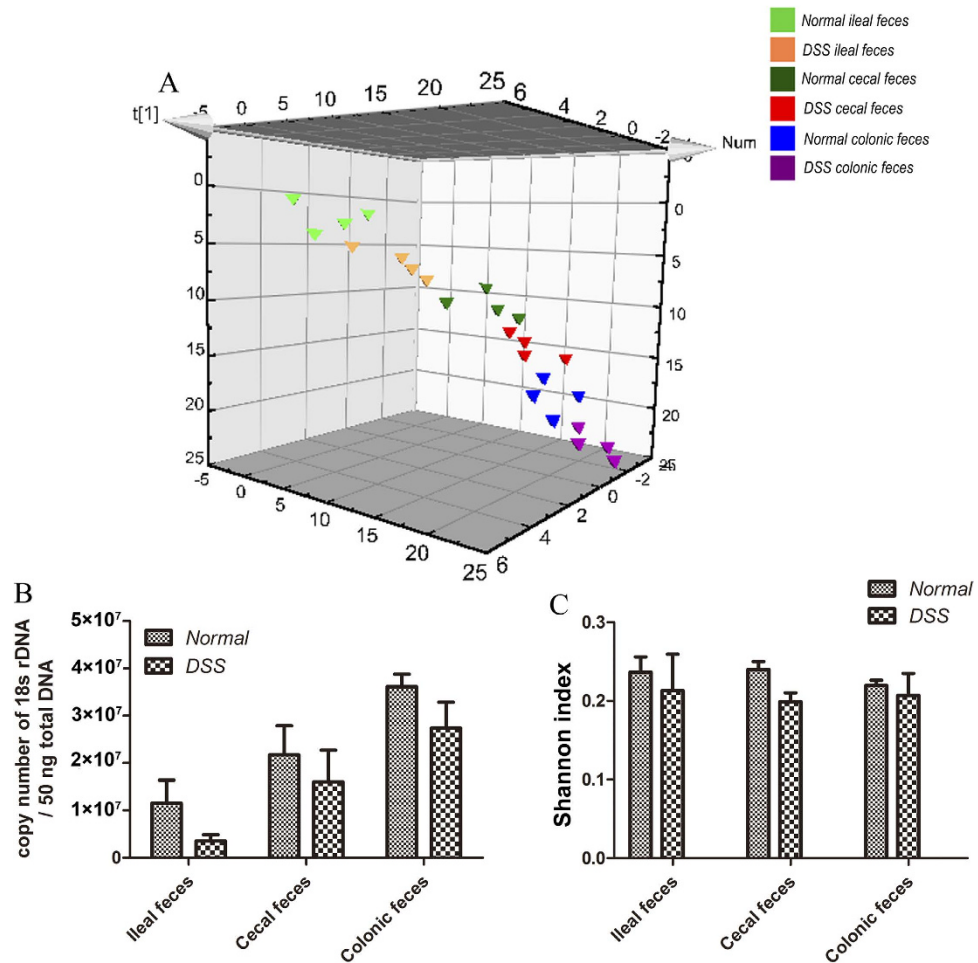 Normal ileal feces
DSS ileal feces
Normal cecal feces
DSS cecal feces
Normal colonic feces
DSS colonic feces
A
t[1]
-5 0 5 10 15 20 25
6 4 2 0 -2
Num
0
5
10
15
20
25
0
5
10
15
20
-5 0 5 10 15 20 25
6 4 2 0 -2
B
copy number of 18s rDNA
/ 50 ng total DNA
5×10⁷
4×10⁷
3×10⁷
2×10⁷
1×10⁷
0
Normal
DSS
Ileal feces
Cecal feces
Colonic feces
C
Normal
DSS
Shannon index
0.3
0.2
0.1
0.0
Ileal feces
Cecal feces
Colonic feces